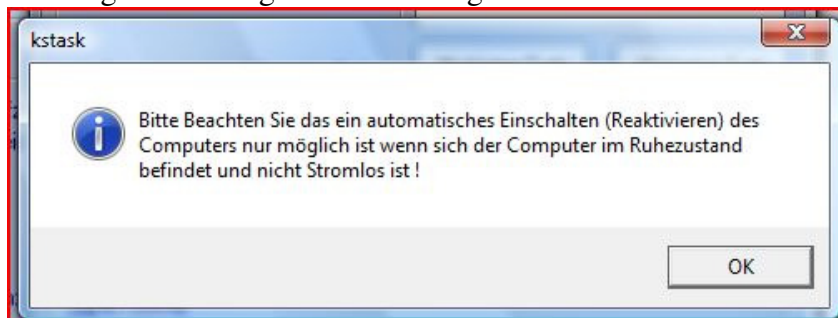 kstask
Bitte Beachten Sie das ein automatisches Einschalten (Reaktivieren) des
Computers nur möglich ist wenn sich der Computer im Ruhezustand
befindet und nicht Stromlos ist !
OK